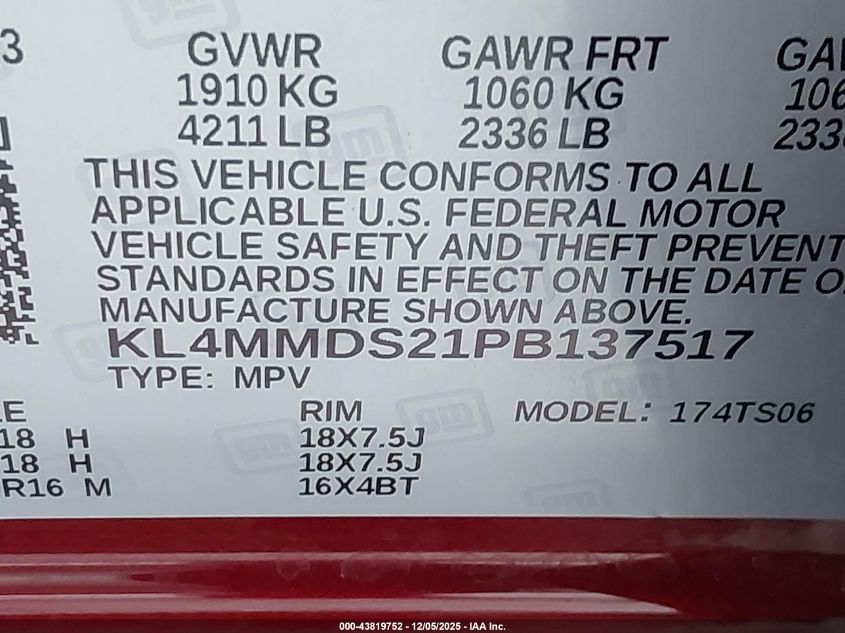 3 GVWR GAWR FRT
1910 KG 1060 KG
4211 LB 2336 LB
THIS VEHICLE CONFORMS TO ALL
APPLICABLE U.S. FEDERAL MOTOR
VEHICLE SAFETY AND THEFT PREVENT
STANDARDS IN EFFECT ON THE DATE O
MANUFACTURE SHOWN ABOVE.
KL4MMDS21PB137517
TYPE: MPV
RIM MODEL: 174TS06
18 H 18X7.5J
18 H 18X7.5J
R16 M 16X4BT
000-43819752 - 12/05/2025 - IAA Inc.